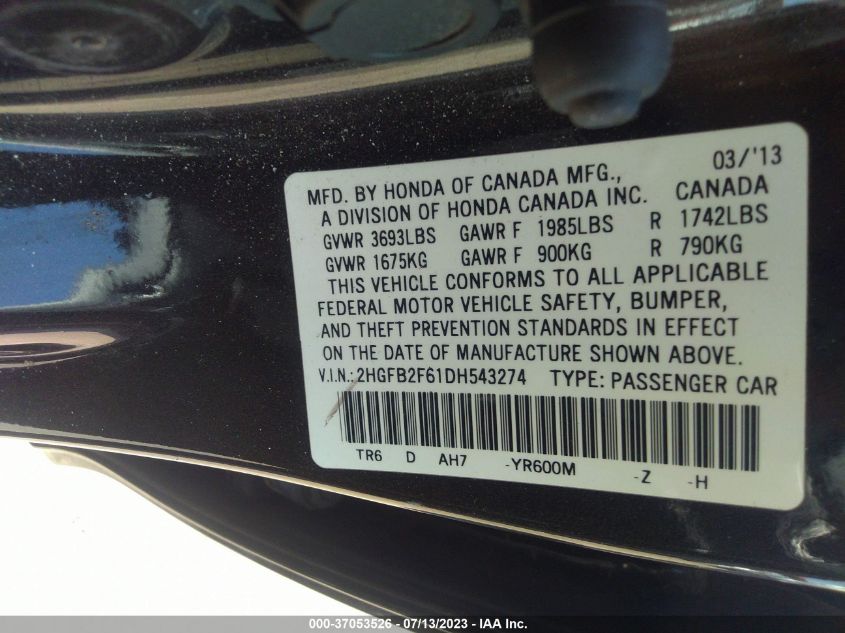 03/'13
MFD. BY HONDA OF CANADA MFG.,
A DIVISION OF HONDA CANADA INC. CANADA
GVWR 3693LBS GAWR F 1985LBS R 1742LBS
GVWR 1675KG GAWR F 900KG R 790KG
THIS VEHICLE CONFORMS TO ALL APPLICABLE
FEDERAL MOTOR VEHICLE SAFETY, BUMPER,
AND THEFT PREVENTION STANDARDS IN EFFECT
ON THE DATE OF MANUFACTURE SHOWN ABOVE.
V.I.N.:2HGFB2F61DH543274 TYPE: PASSENGER CAR
TR6 D AH7 -YR600M -Z -H
000-37053526 - 07/13/2023 - IAA Inc.